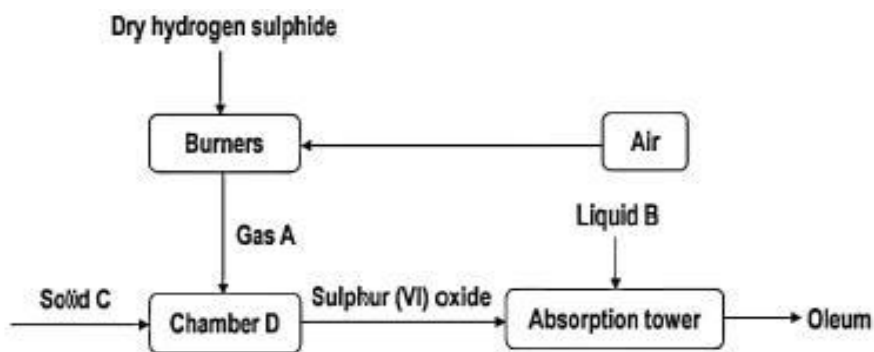 Dry hydrogen sulphide
Burners
Air
Liquid B
Gas A
Solid C
Sulphur (VI) oxide
Chamber D
Absorption tower
Oleum